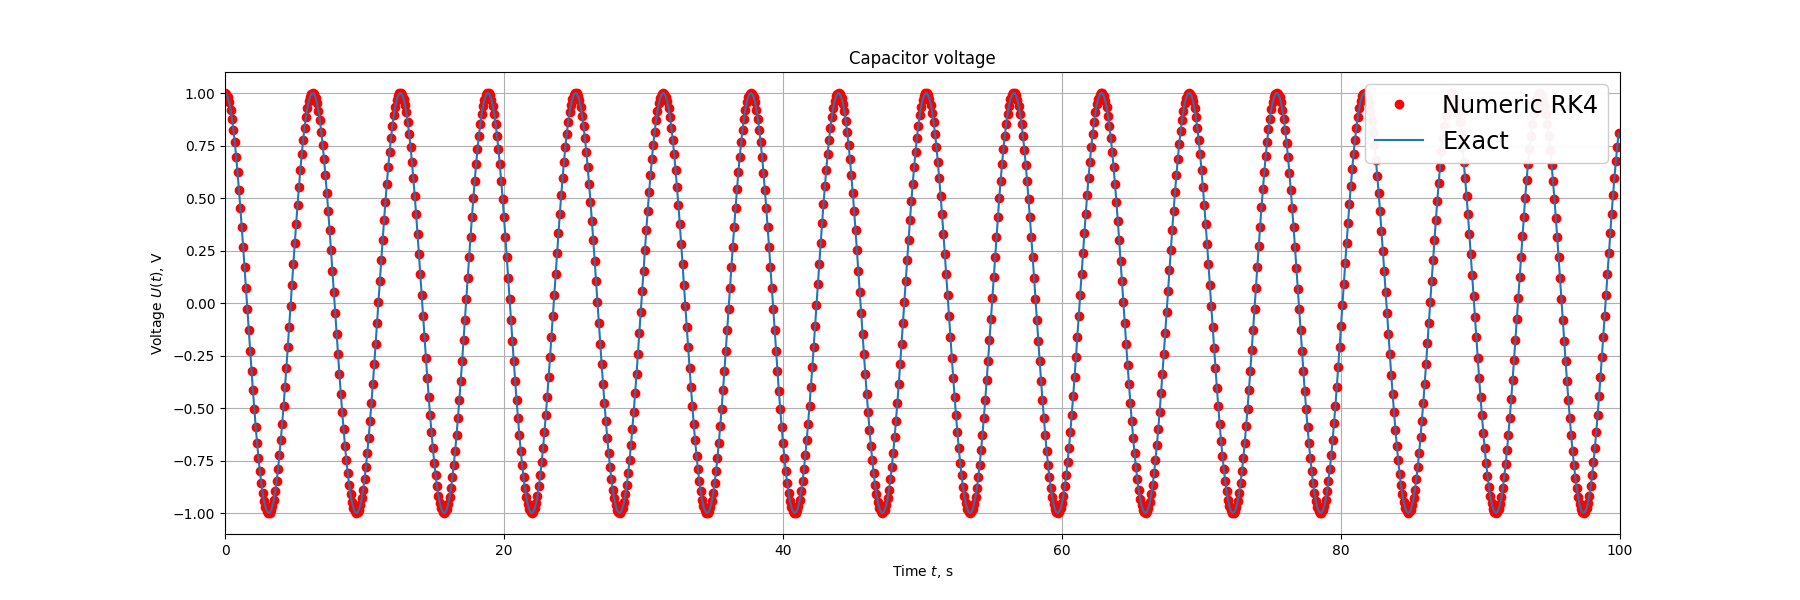 Capacitor voltage
Numeric RK4
Exact
Voltage U(t), V
1.00
0.75
0.50
0.25
0.00
−0.25
−0.50
−0.75
−1.00
0 20 40 60 80 100
Time t, s